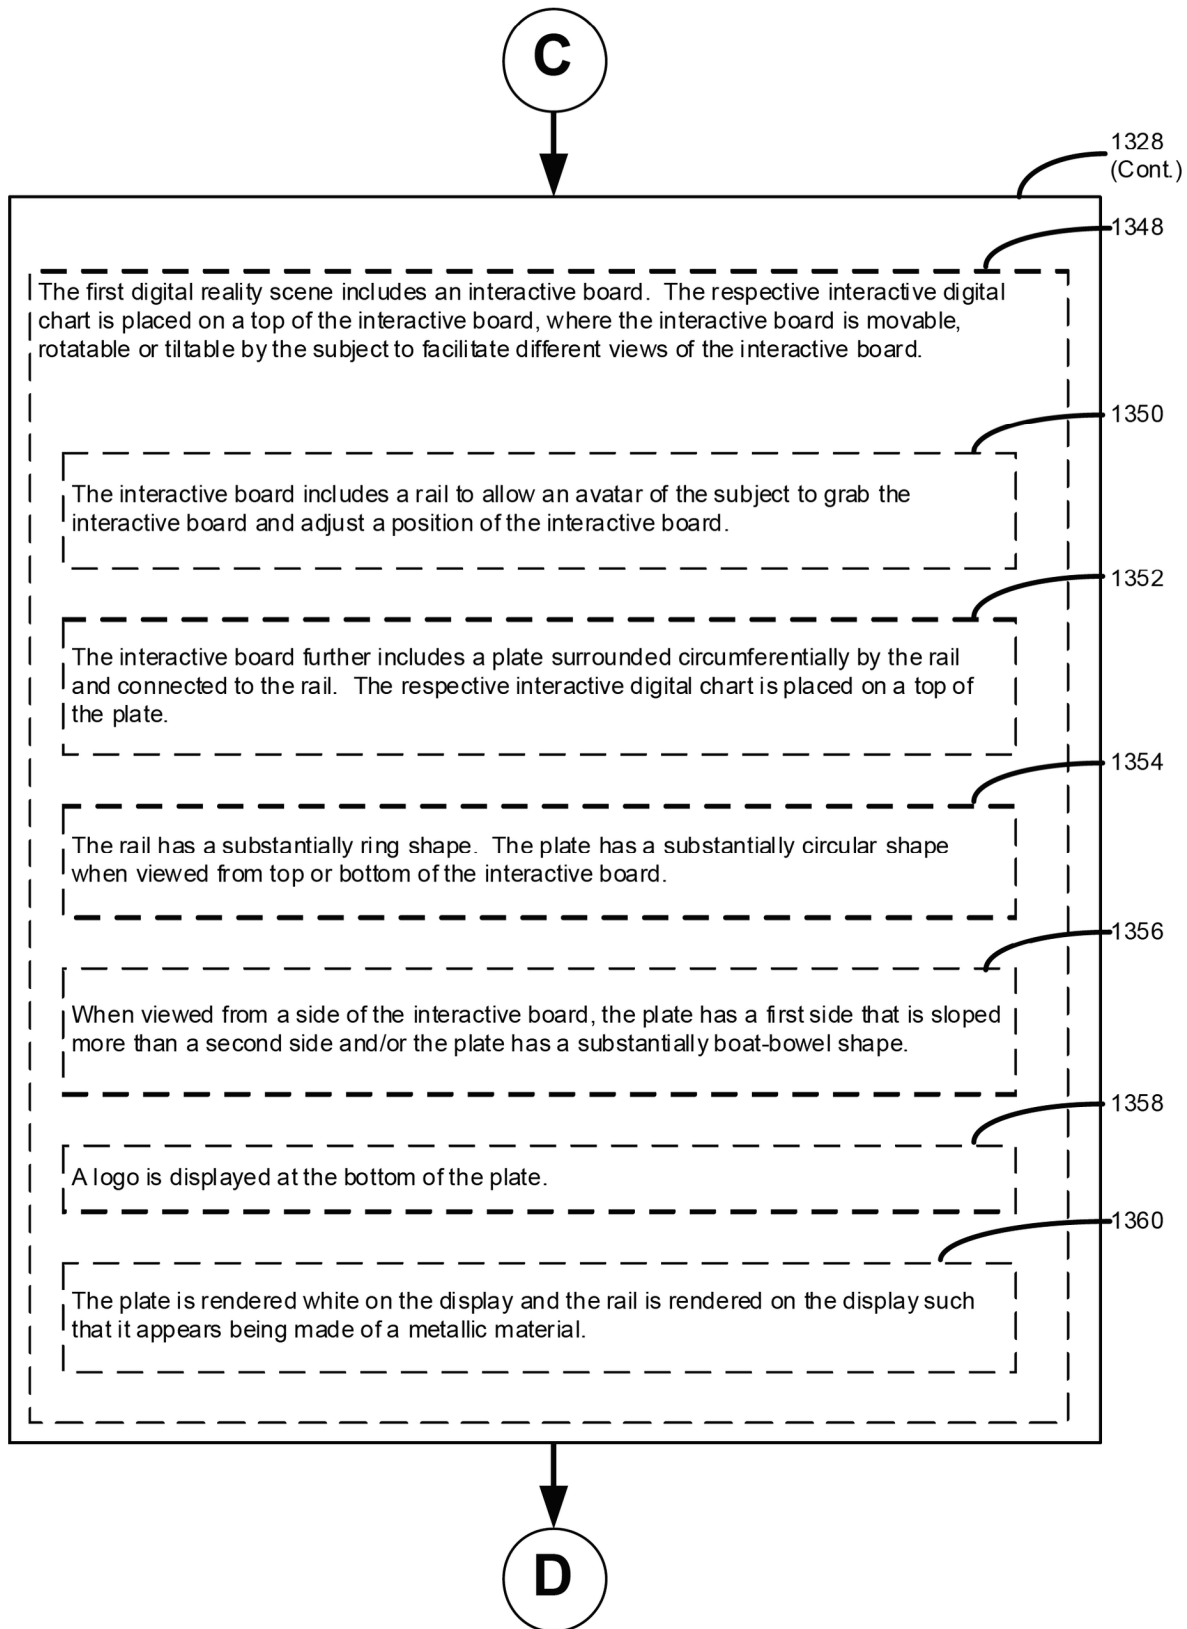 C
1328
(Cont.)
1348
The first digital reality scene includes an interactive board. The respective interactive digital
chart is placed on a top of the interactive board, where the interactive board is movable,
rotatable or tiltable by the subject to facilitate different views of the interactive board.
1350
The interactive board includes a rail to allow an avatar of the subject to grab the
interactive board and adjust a position of the interactive board.
1352
The interactive board further includes a plate surrounded circumferentially by the rail
and connected to the rail. The respective interactive digital chart is placed on a top of
the plate.
1354
The rail has a substantially ring shape. The plate has a substantially circular shape
when viewed from top or bottom of the interactive board.
1356
When viewed from a side of the interactive board, the plate has a first side that is sloped
more than a second side and/or the plate has a substantially boat-bowel shape.
1358
A logo is displayed at the bottom of the plate.
1360
The plate is rendered white on the display and the rail is rendered on the display such
that it appears being made of a metallic material.
D